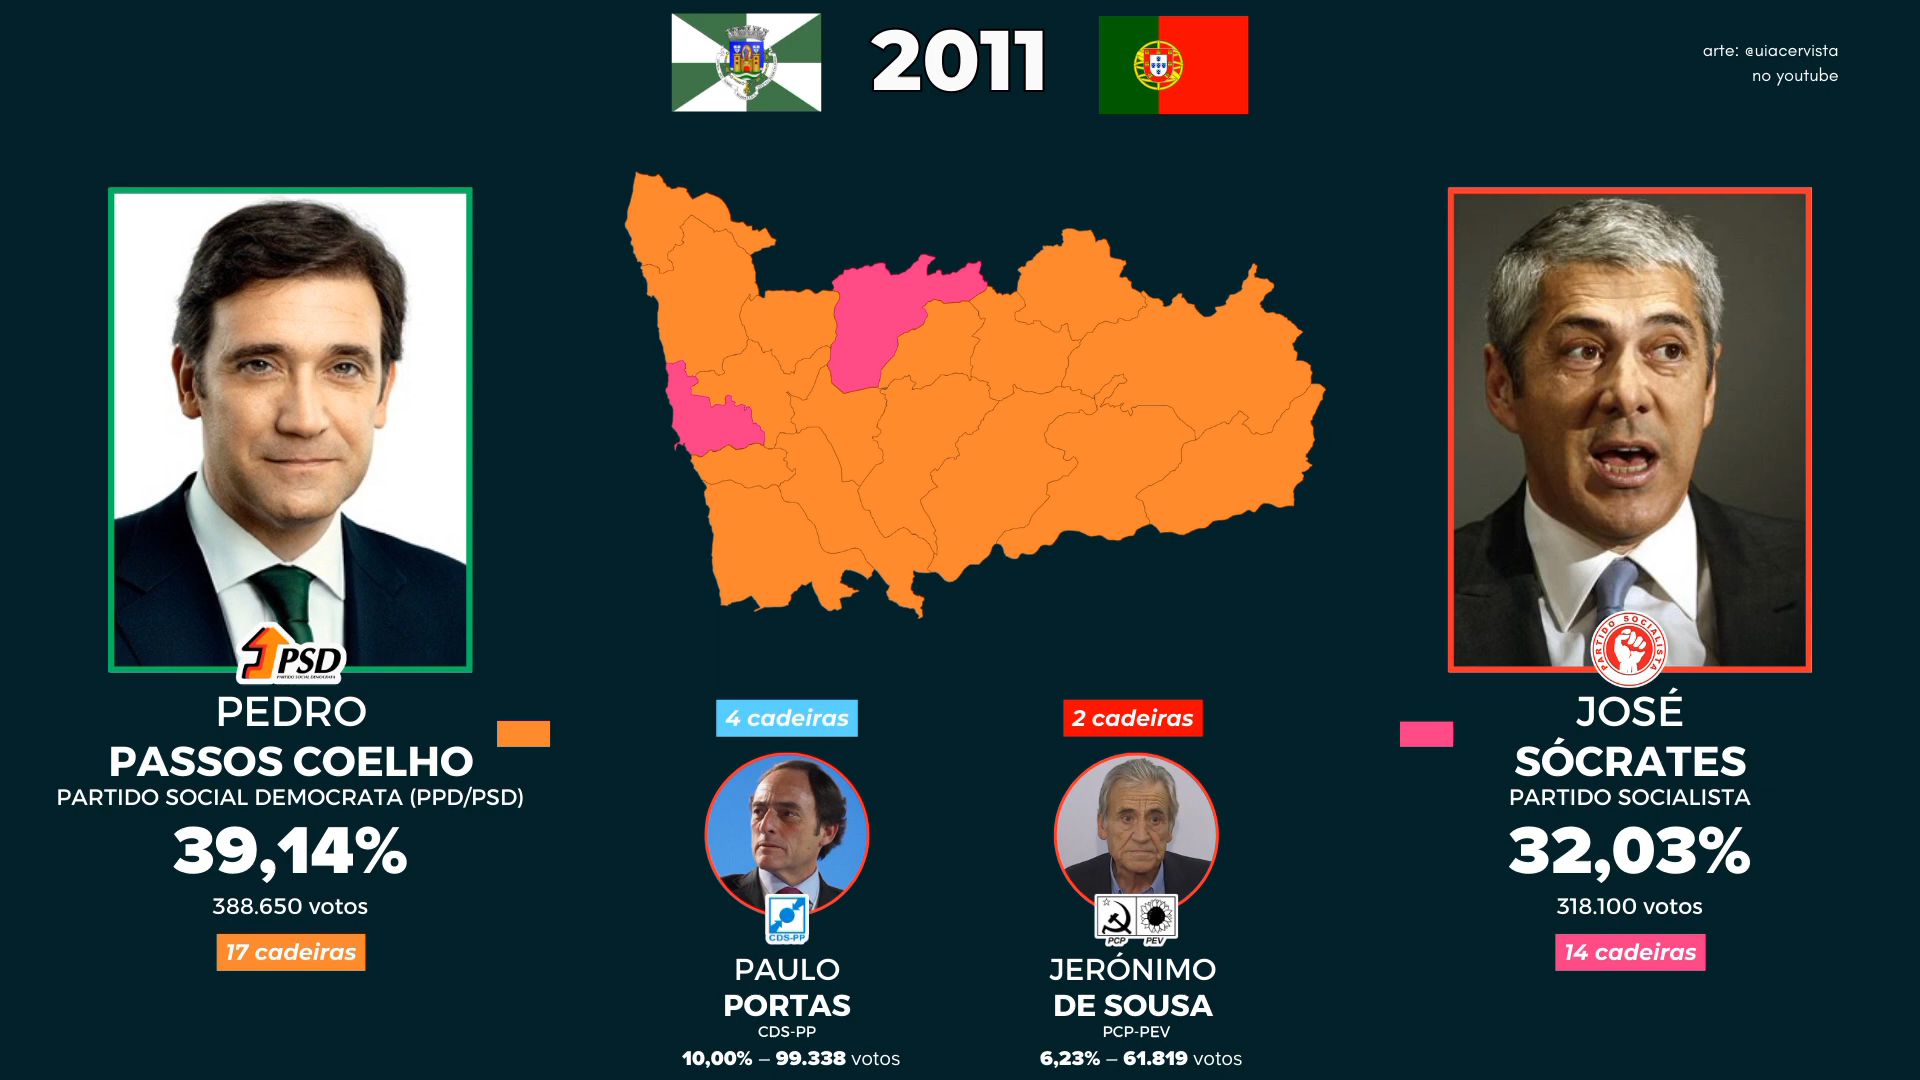 2011
arte: @uiacervista
no youtube
PSD
PARTIDO SOCIAL DEMOCRATA
PEDRO
PASSOS COELHO
PARTIDO SOCIAL DEMOCRATA (PPD/PSD)
39,14%
388.650 votos
17 cadeiras
4 cadeiras
CDS-PP
PAULO
PORTAS
CDS-PP
10,00% – 99.338 votos
2 cadeiras
PCP PEV
JERÓNIMO
DE SOUSA
PCP-PEV
6,23% – 61.819 votos
PARTIDO SOCIALISTA
JOSÉ
SÓCRATES
PARTIDO SOCIALISTA
32,03%
318.100 votos
14 cadeiras